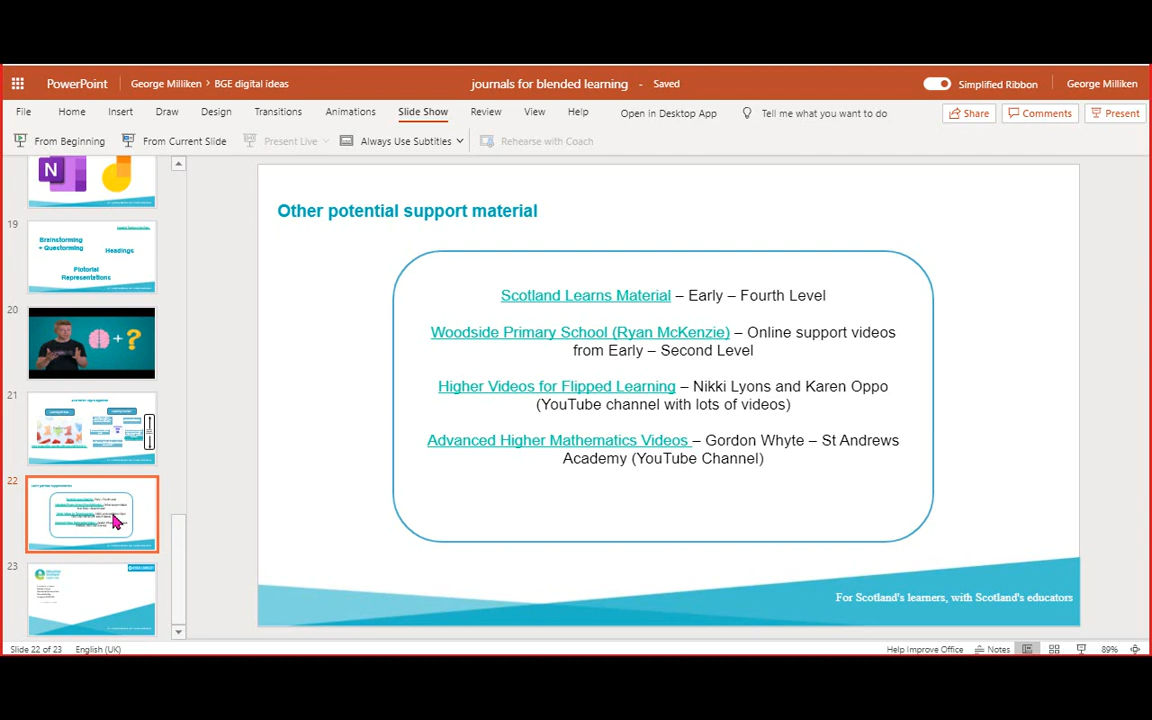 PowerPoint George Milliken > BGE digital ideas journals for blended learning - Saved Simplified Ribbon George Milliken
File Home Insert Draw Design Transitions Animations Slide Show Review View Help Open in Desktop App Tell me what you want to do Share Comments Present
From Beginning From Current Slide Present Live Always Use Subtitles Rehearse with Coach
N
19
Brainstorming
+ Questorming
Headings
Pictorial
Representations
20
+ ?
21
22
23
Other potential support material
Scotland Learns Material – Early – Fourth Level
Woodside Primary School (Ryan McKenzie) – Online support videos
from Early – Second Level
Higher Videos for Flipped Learning – Nikki Lyons and Karen Oppo
(YouTube channel with lots of videos)
Advanced Higher Mathematics Videos – Gordon Whyte – St Andrews
Academy (YouTube Channel)
For Scotland's learners, with Scotland's educators
Slide 22 of 23 English (UK) Help Improve Office Notes 89%